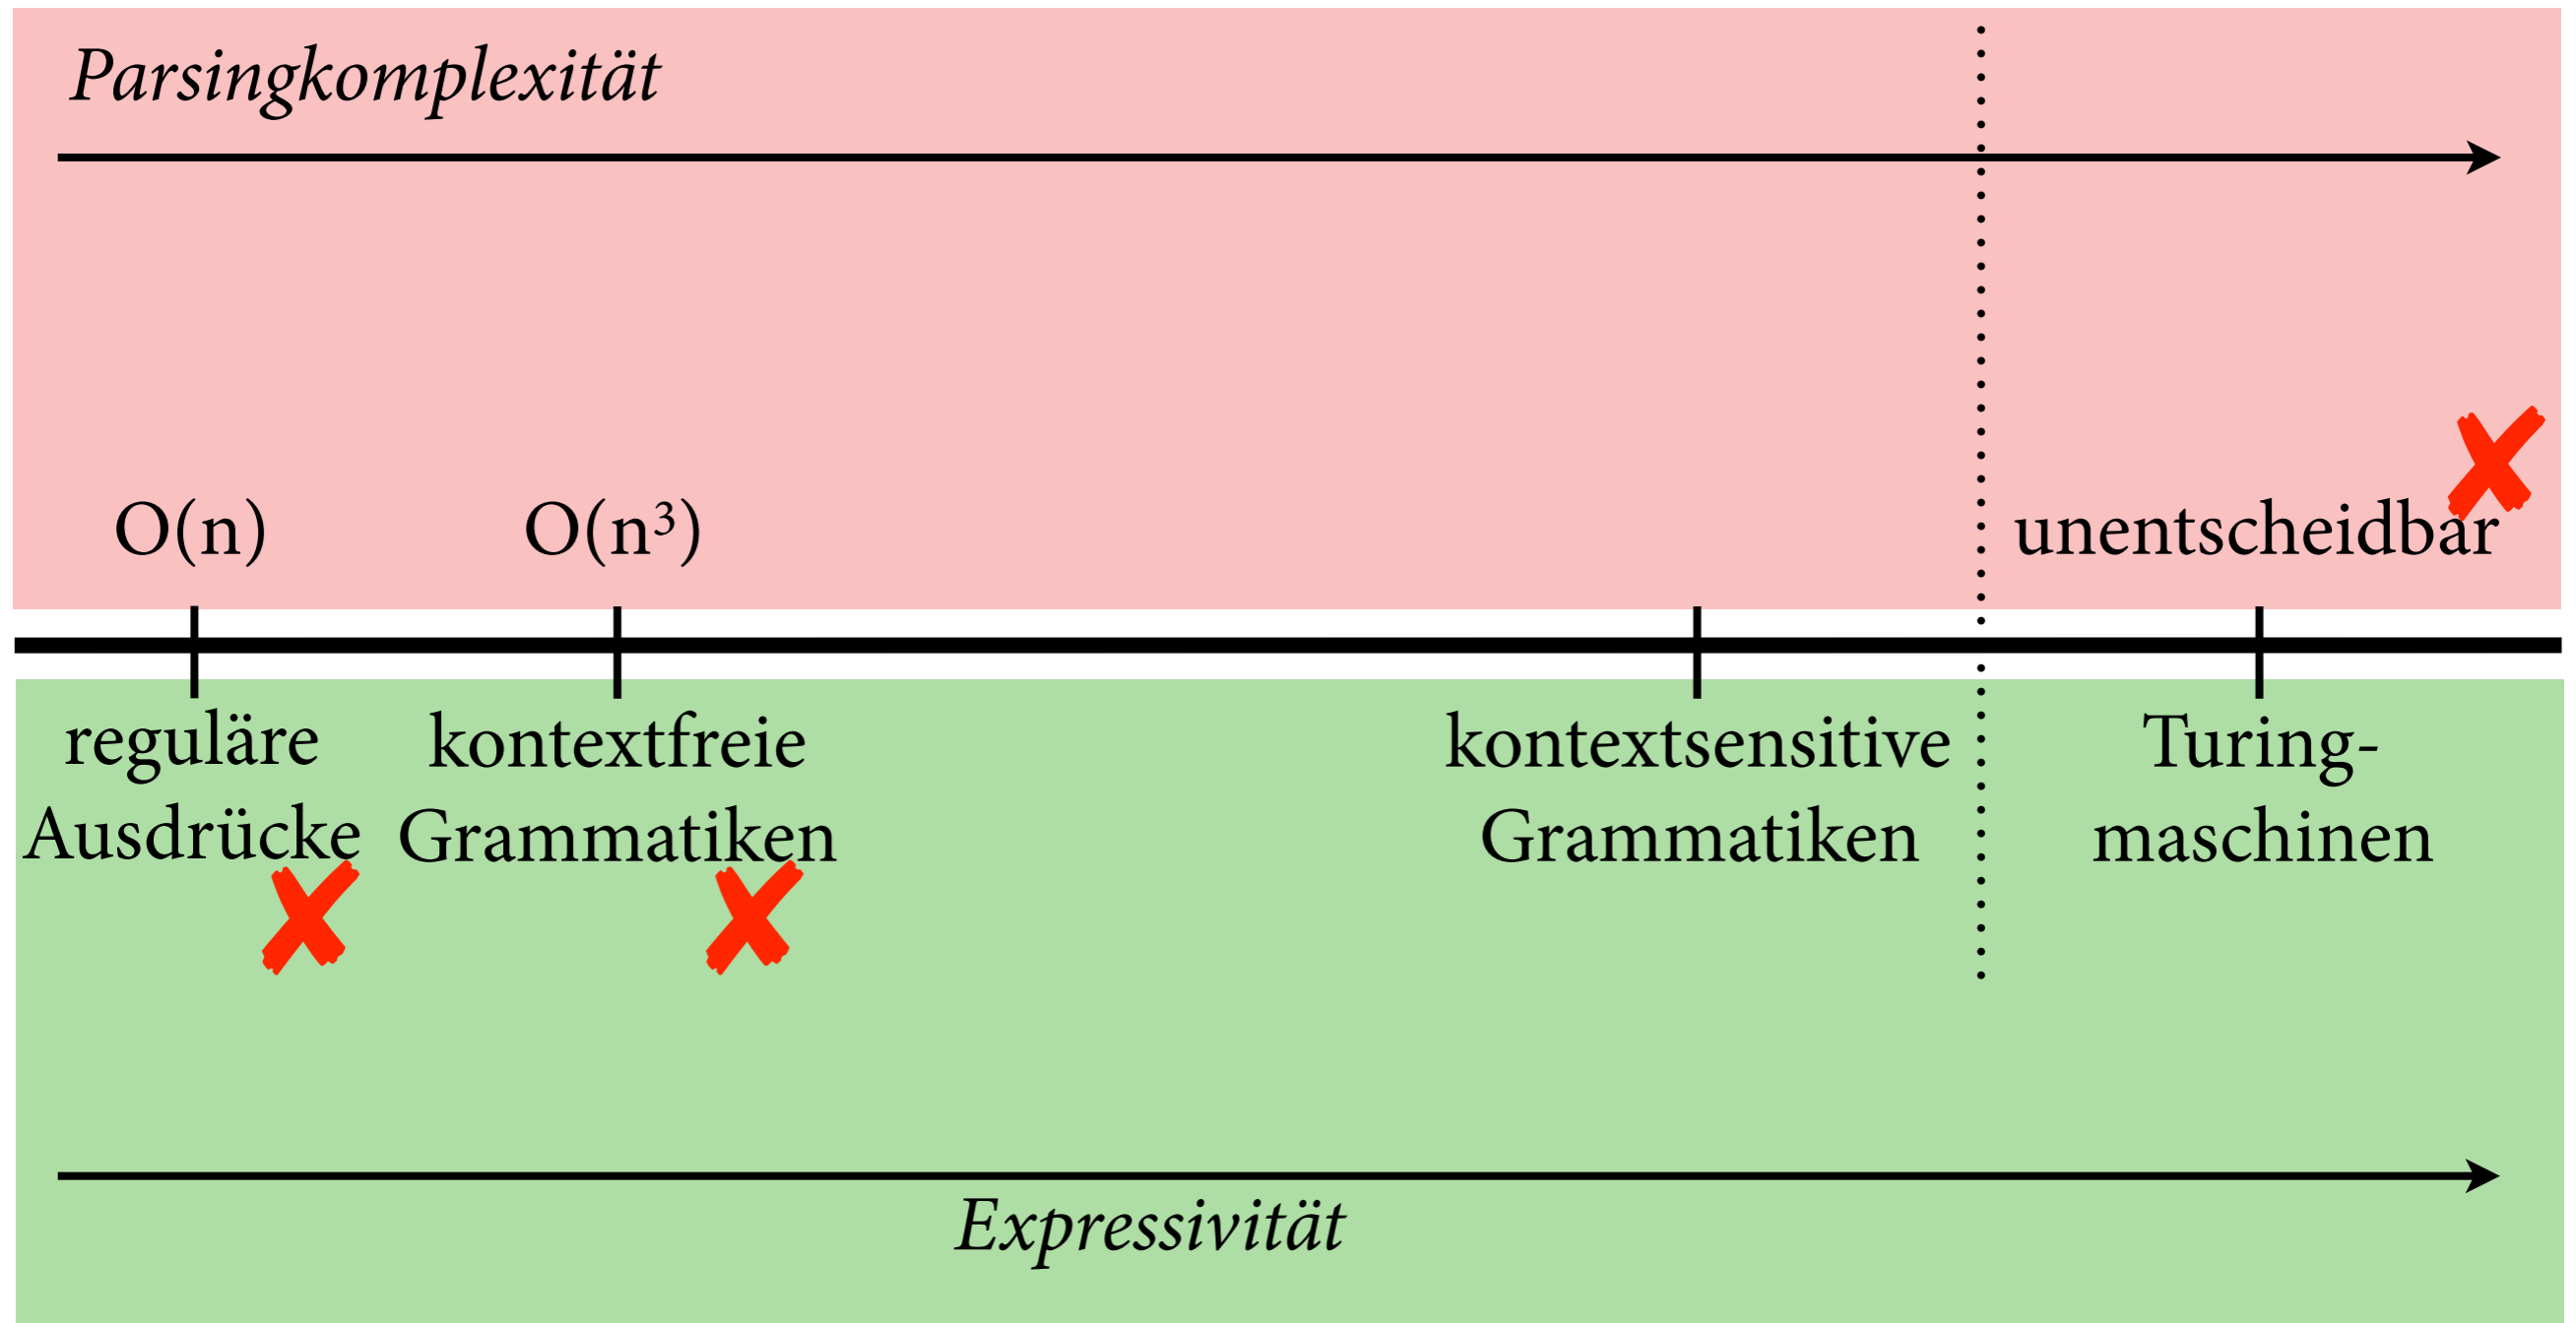 Parsingkomplexität
O(n)
O(n³)
unentscheidbar
reguläre
Ausdrücke
kontextfreie
Grammatiken
kontextsensitive
Grammatiken
Turing-
maschinen
Expressivität